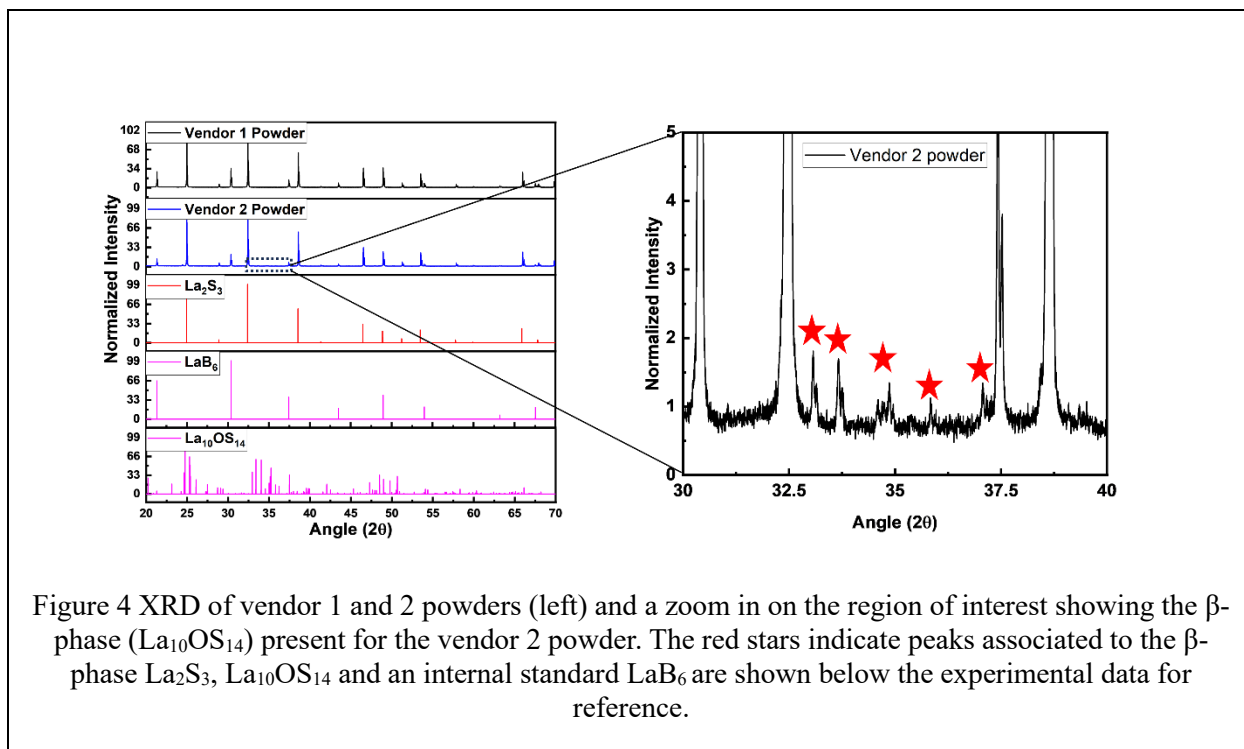 Vendor 1 Powder
102
68
34
0
Vendor 2 Powder
99
66
33
0
La₂S₃
99
66
33
0
LaB₆
99
66
33
0
La₁₀OS₁₄
99
66
33
0
20 25 30 35 40 45 50 55 60 65 70
Angle (2θ)
Normalized Intensity
Vendor 2 powder
5
4
3
2
1
0
30 32.5 35 37.5 40
Angle (2θ)
Normalized Intensity
Figure 4 XRD of vendor 1 and 2 powders (left) and a zoom in on the region of interest showing the β-
phase (La₁₀OS₁₄) present for the vendor 2 powder. The red stars indicate peaks associated to the β-
phase La₂S₃, La₁₀OS₁₄ and an internal standard LaB₆ are shown below the experimental data for
reference.